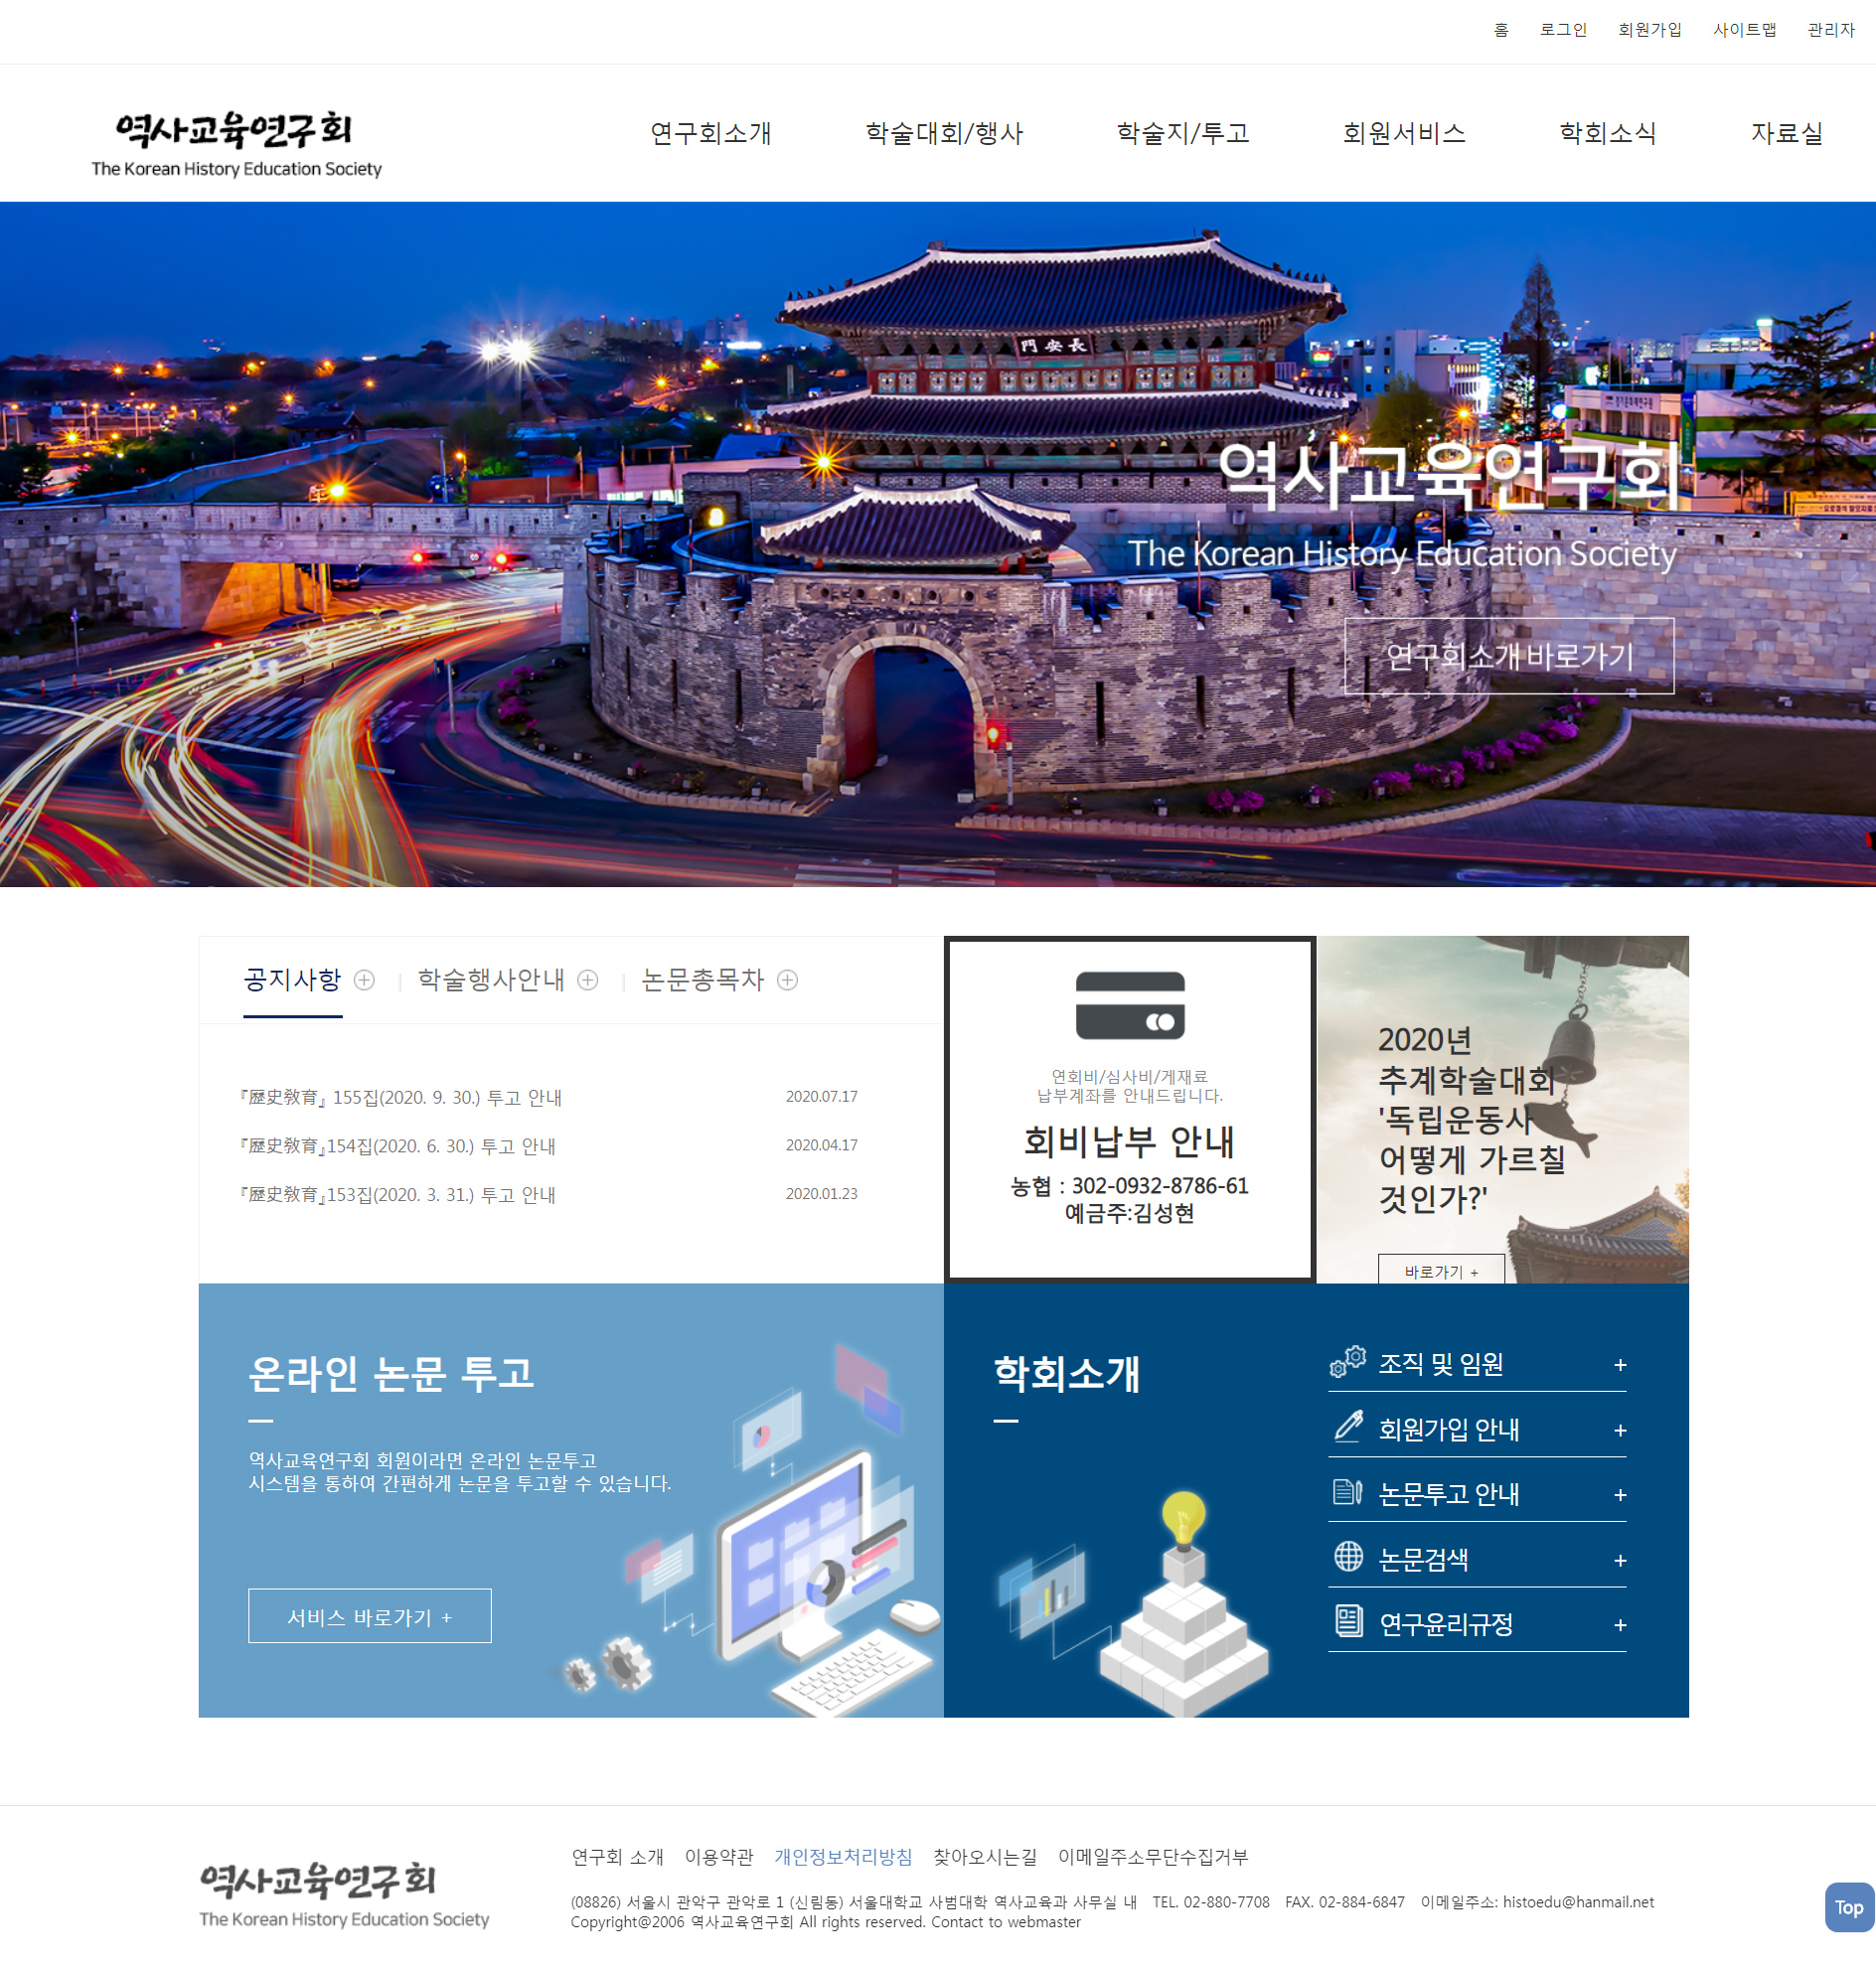 홈 로그인 회원가입 사이트맵 관리자
역사교육연구회
The Korean History Education Society
연구회소개 학술대회/행사 학술지/투고 회원서비스 학회소식 자료실
門安長
역사교육연구회
The Korean History Education Society
연구회소개 바로가기
공지사항 | 학술행사안내 | 논문총목차
『歷史敎育』 155집(2020. 9. 30.) 투고 안내 2020.07.17
『歷史敎育』154집(2020. 6. 30.) 투고 안내 2020.04.17
『歷史敎育』153집(2020. 3. 31.) 투고 안내 2020.01.23
연회비/심사비/게재료
납부계좌를 안내드립니다.
회비납부 안내
농협 : 302-0932-8786-61
예금주:김성현
2020년
추계학술대회
'독립운동사
어떻게 가르칠
것인가?'
바로가기 +
온라인 논문 투고
역사교육연구회 회원이라면 온라인 논문투고
시스템을 통하여 간편하게 논문을 투고할 수 있습니다.
서비스 바로가기 +
학회소개
조직 및 임원 +
회원가입 안내 +
논문투고 안내 +
논문검색 +
연구윤리규정 +
역사교육연구회
The Korean History Education Society
연구회 소개 이용약관 개인정보처리방침 찾아오시는길 이메일주소무단수집거부
(08826) 서울시 관악구 관악로 1 (신림동) 서울대학교 사범대학 역사교육과 사무실 내 TEL. 02-880-7708 FAX. 02-884-6847 이메일주소: histoedu@hanmail.net
Copyright@2006 역사교육연구회 All rights reserved. Contact to webmaster
Top